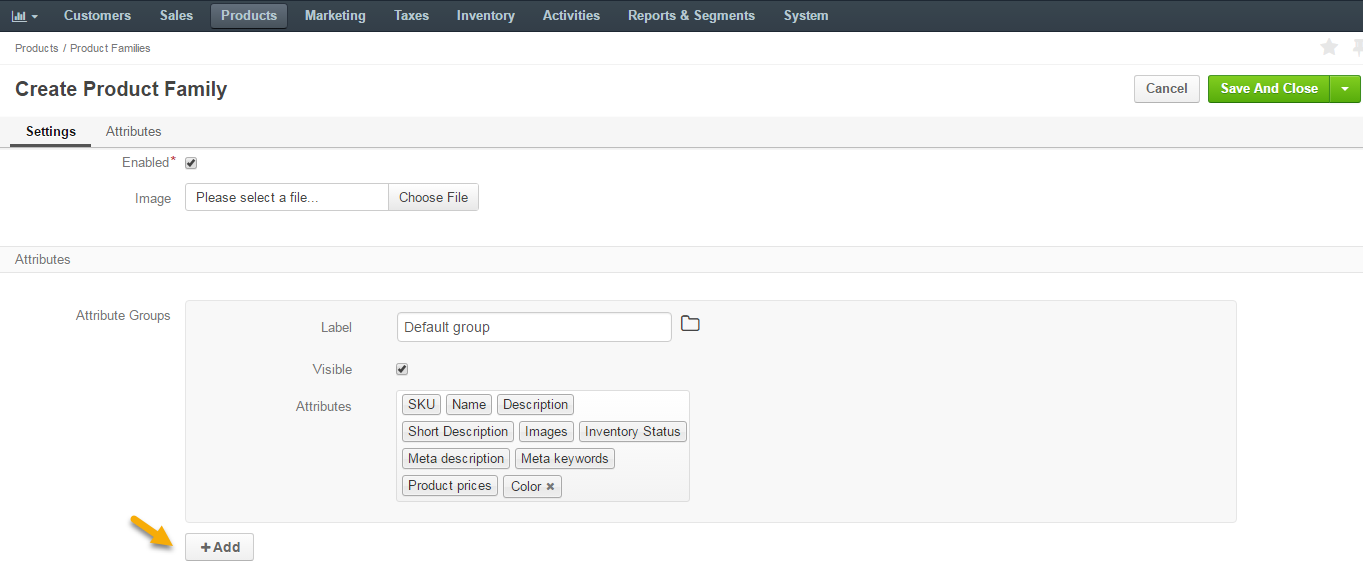 Customers Sales Products Marketing Taxes Inventory Activities Reports & Segments System
Products / Product Families
Create Product Family
Cancel Save And Close
Settings Attributes
Enabled*
Image Please select a file... Choose File
Attributes
Attribute Groups
Label Default group
Visible
Attributes
SKU Name Description
Short Description Images Inventory Status
Meta description Meta keywords
Product prices Color ×
+ Add